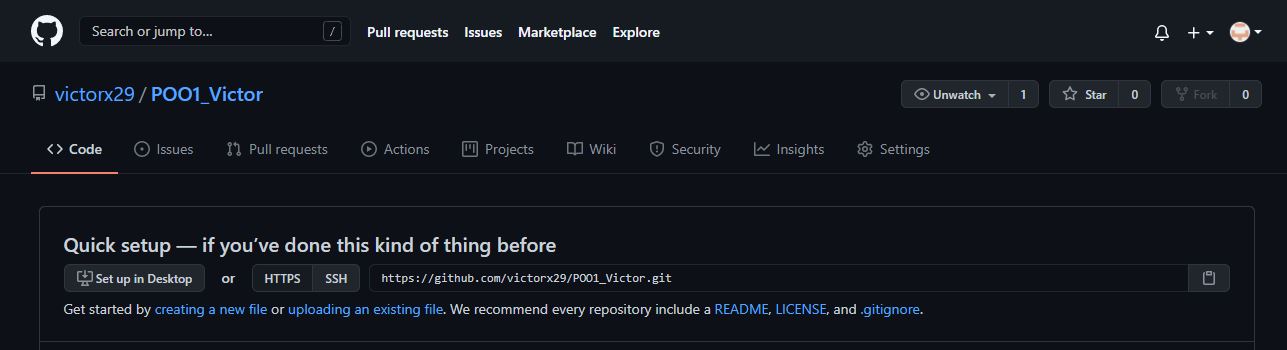 Search or jump to... / Pull requests Issues Marketplace Explore
victorx29 / POO1_Victor Unwatch 1 Star 0 Fork 0
Code Issues Pull requests Actions Projects Wiki Security Insights Settings
Quick setup — if you've done this kind of thing before
Set up in Desktop or HTTPS SSH https://github.com/victorx29/POO1_Victor.git
Get started by creating a new file or uploading an existing file. We recommend every repository include a README, LICENSE, and .gitignore.